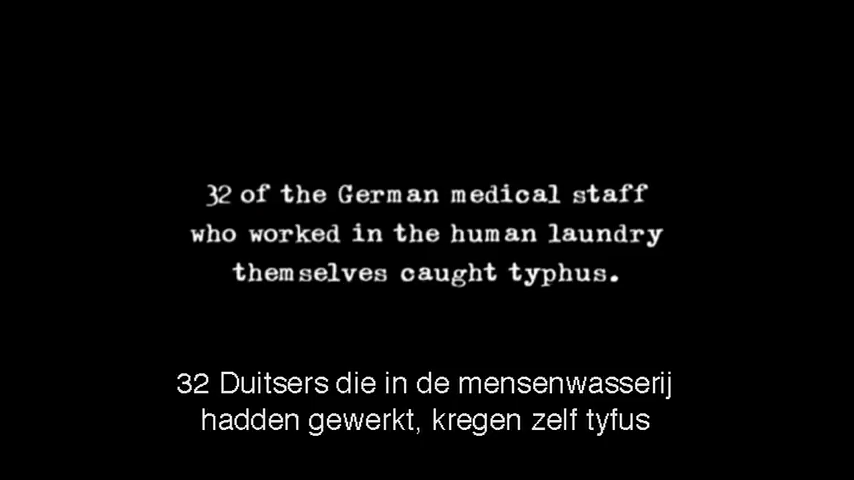 32 of the German medical staff
who worked in the human laundry
themselves caught typhus.
32 Duitsers die in de mensenwasserij
hadden gewerkt, kregen zelf tyfus